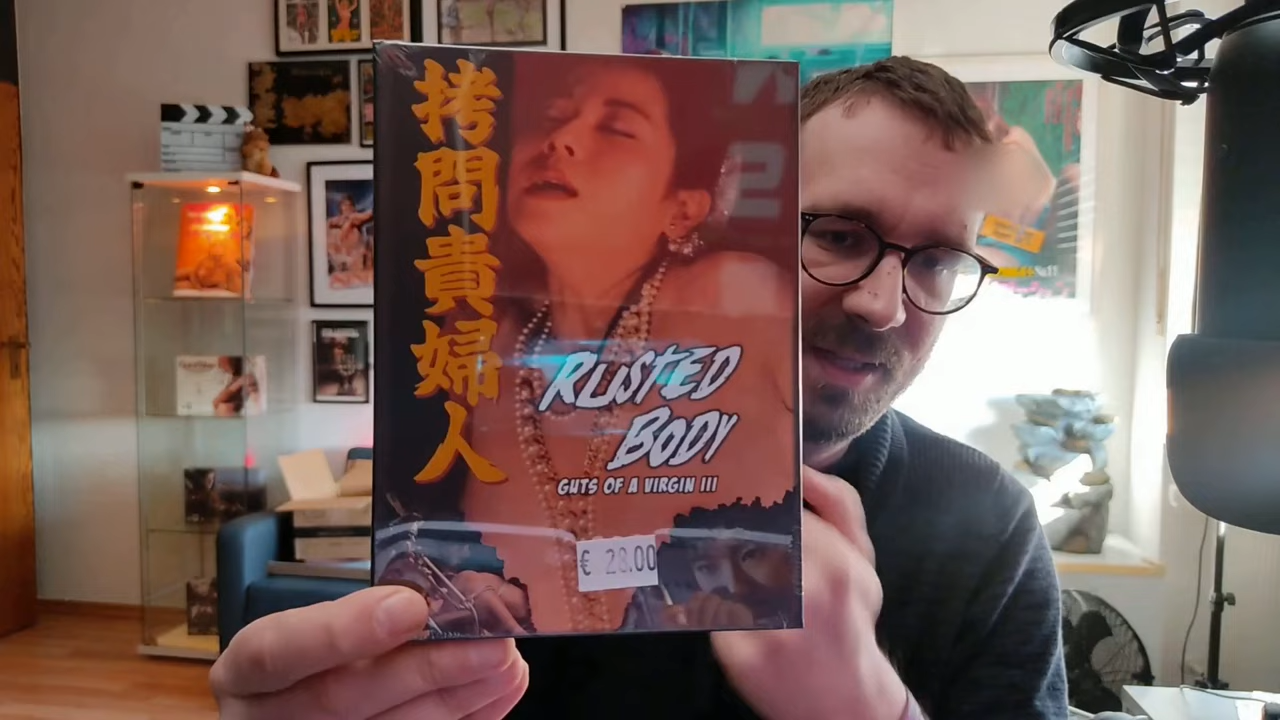 拷問貴婦人
RUSTED
BODY
GUTS OF A VIRGIN III
€ 28.00